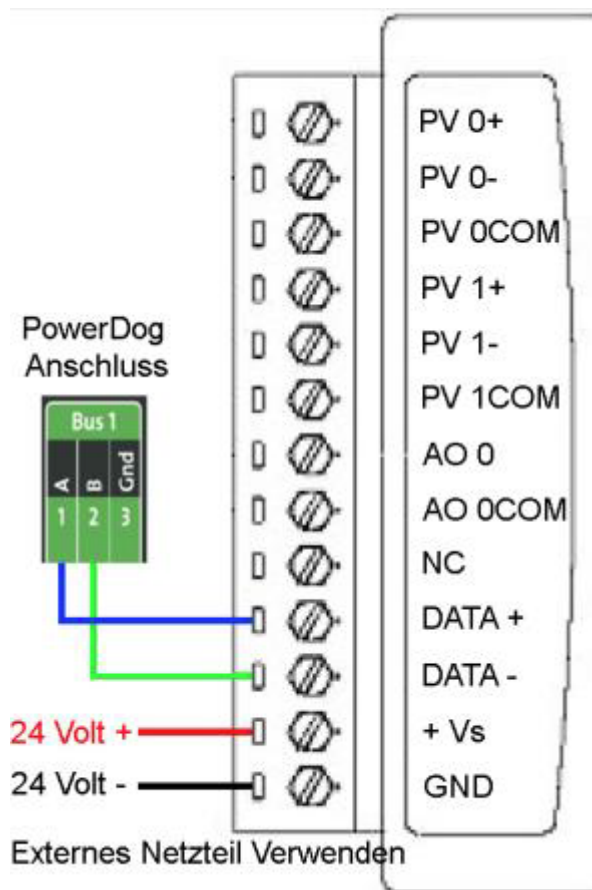 PV 0+
PV 0-
PV 0COM
PV 1+
PV 1-
PV 1COM
AO 0
AO 0COM
NC
DATA +
DATA -
+ Vs
GND
PowerDog
Anschluss
Bus 1
A B Gnd
1 2 3
24 Volt +
24 Volt -
Externes Netzteil Verwenden